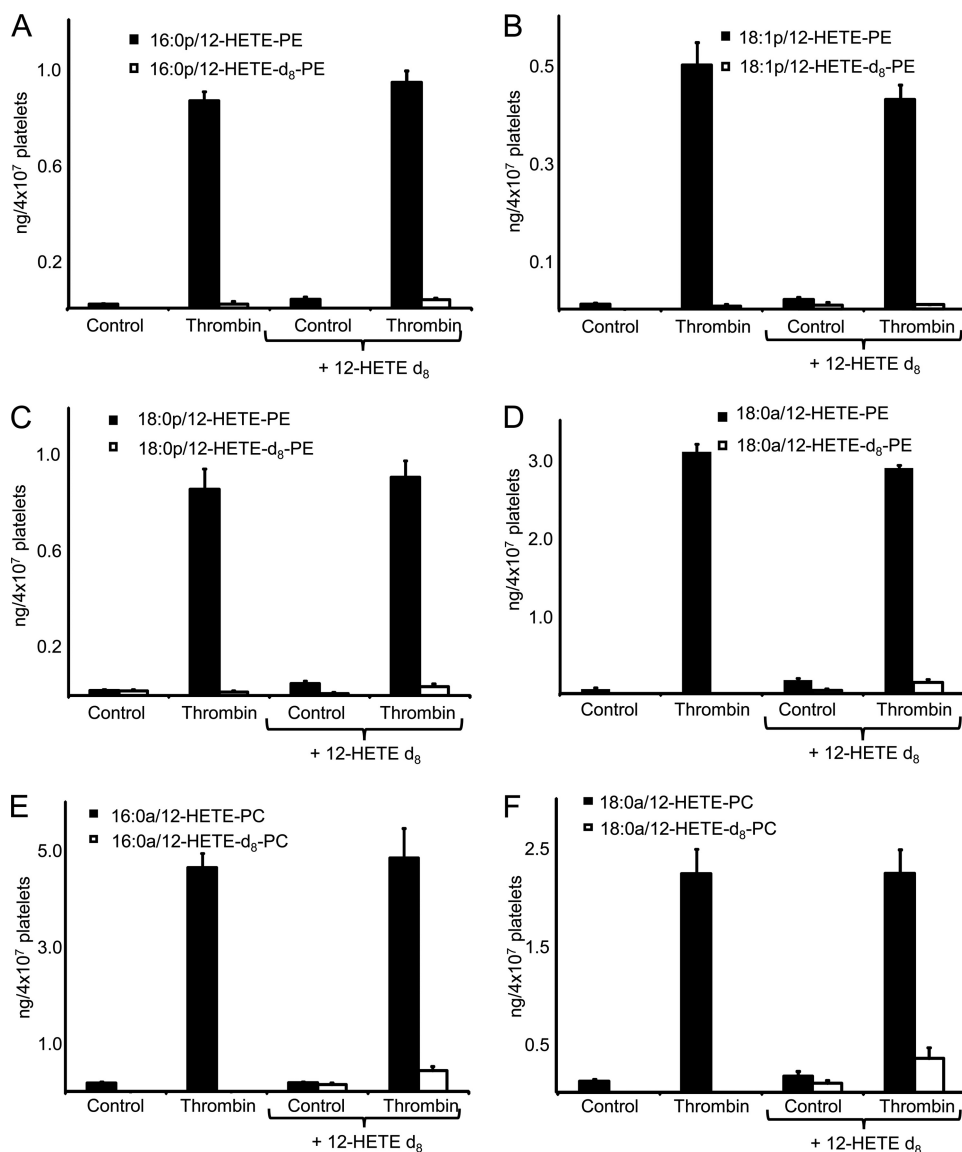 A
16:0p/12-HETE-PE
16:0p/12-HETE-d8-PE
ng/4x10⁷ platelets
1.0
0.6
0.2
Control Thrombin Control Thrombin
+ 12-HETE d8
B
18:1p/12-HETE-PE
18:1p/12-HETE-d8-PE
ng/4x10⁷ platelets
0.5
0.3
0.1
Control Thrombin Control Thrombin
+ 12-HETE d8
C
18:0p/12-HETE-PE
18:0p/12-HETE-d8-PE
ng/4x10⁷ platelets
1.0
0.6
0.2
Control Thrombin Control Thrombin
+ 12-HETE d8
D
18:0a/12-HETE-PE
18:0a/12-HETE-d8-PE
ng/4x10⁷ platelets
3.0
2.0
1.0
Control Thrombin Control Thrombin
+ 12-HETE d8
E
16:0a/12-HETE-PC
16:0a/12-HETE-d8-PC
ng/4x10⁷ platelets
5.0
3.0
1.0
Control Thrombin Control Thrombin
+ 12-HETE d8
F
18:0a/12-HETE-PC
18:0a/12-HETE-d8-PC
ng/4x10⁷ platelets
2.5
1.5
0.5
Control Thrombin Control Thrombin
+ 12-HETE d8